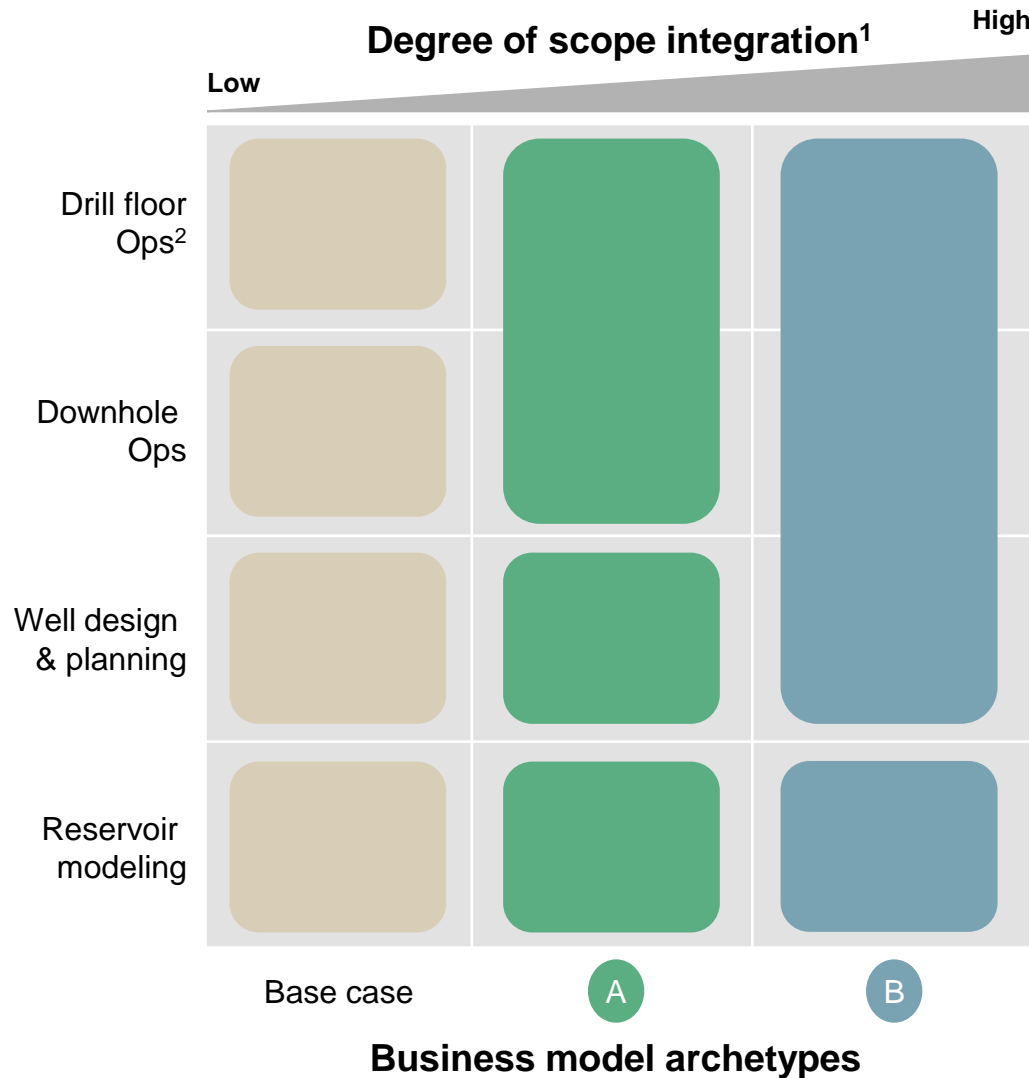 Degree of scope integration1
High
Low
Drill floor
Ops2
Downhole
Ops
Well design
& planning
Reservoir
modeling
Base case
A
B
Business model archetypes